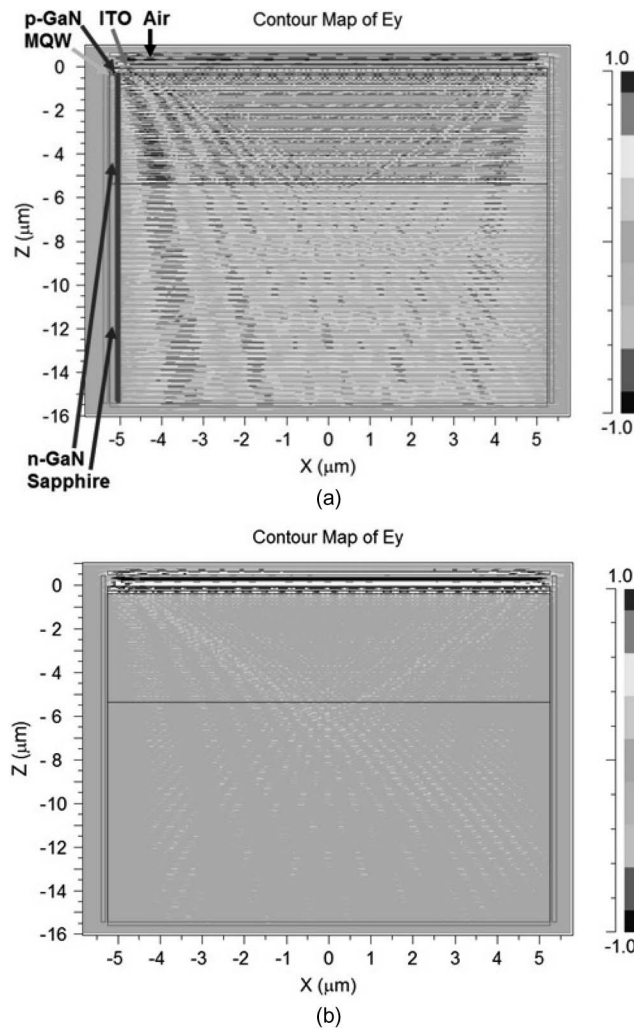 p-GaN ITO Air
MQW
Contour Map of Ey
1.0
0
-2
-4
-6
-8
-10
-12
-14
-16
Z (μm)
-1.0
-5 -4 -3 -2 -1 0 1 2 3 4 5
n-GaN
Sapphire
X (μm)
(a)
Contour Map of Ey
1.0
0
-2
-4
-6
-8
-10
-12
-14
-16
Z (μm)
-1.0
-5 -4 -3 -2 -1 0 1 2 3 4 5
X (μm)
(b)